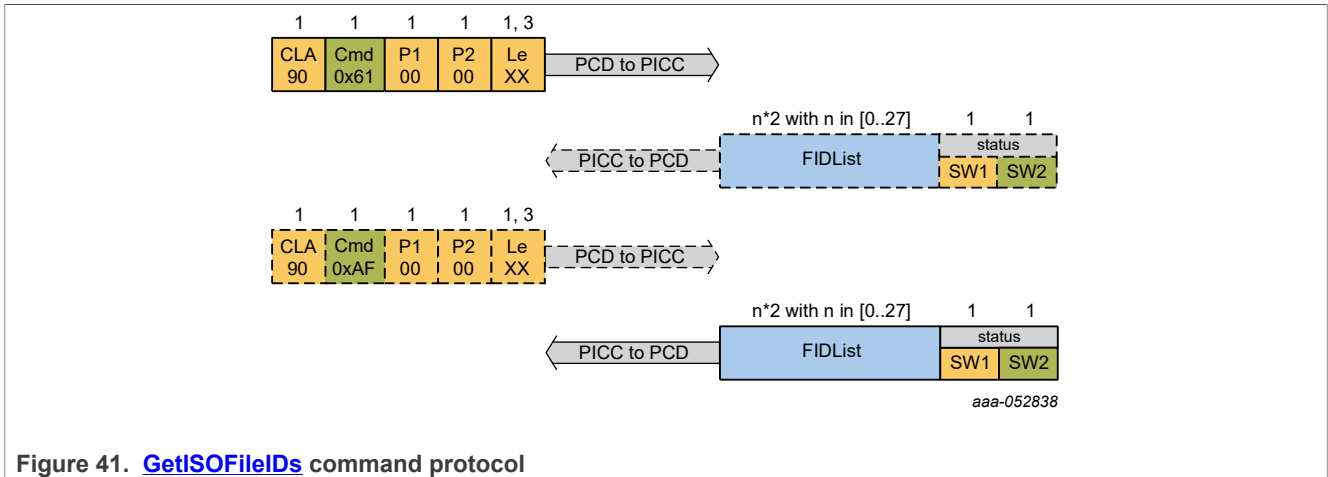 1 1 1 1 1, 3
CLA Cmd P1 P2 Le
90 0x61 00 00 XX
PCD to PICC
n*2 with n in [0..27] 1 1
PICC to PCD
FIDList
status
SW1 SW2
1 1 1 1 1, 3
CLA Cmd P1 P2 Le
90 0xAF 00 00 XX
PCD to PICC
n*2 with n in [0..27] 1 1
PICC to PCD
FIDList
status
SW1 SW2
aaa-052838
Figure 41. GetISOFileIDs command protocol